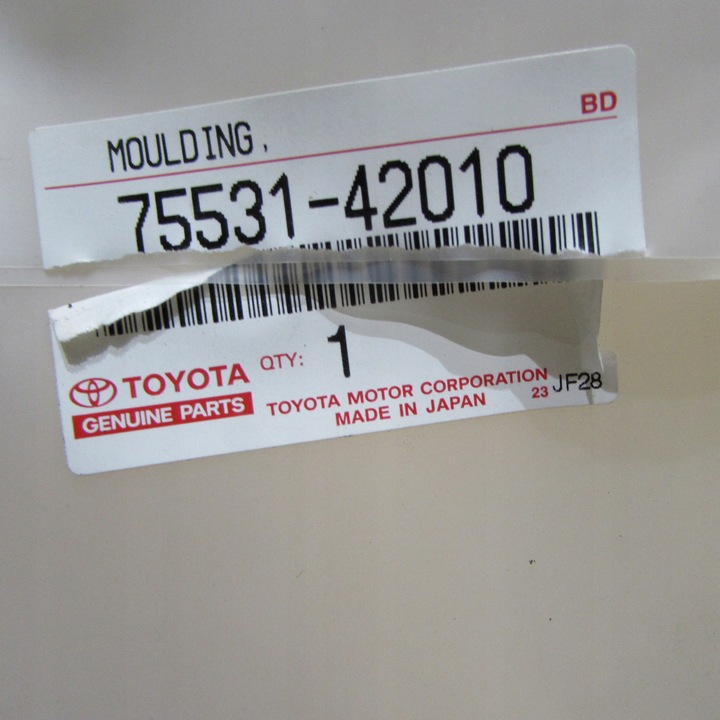 BD
MOULDING,
75531-42010
QTY: 1
TOYOTA
GENUINE PARTS
TOYOTA MOTOR CORPORATION
MADE IN JAPAN
23 JF28